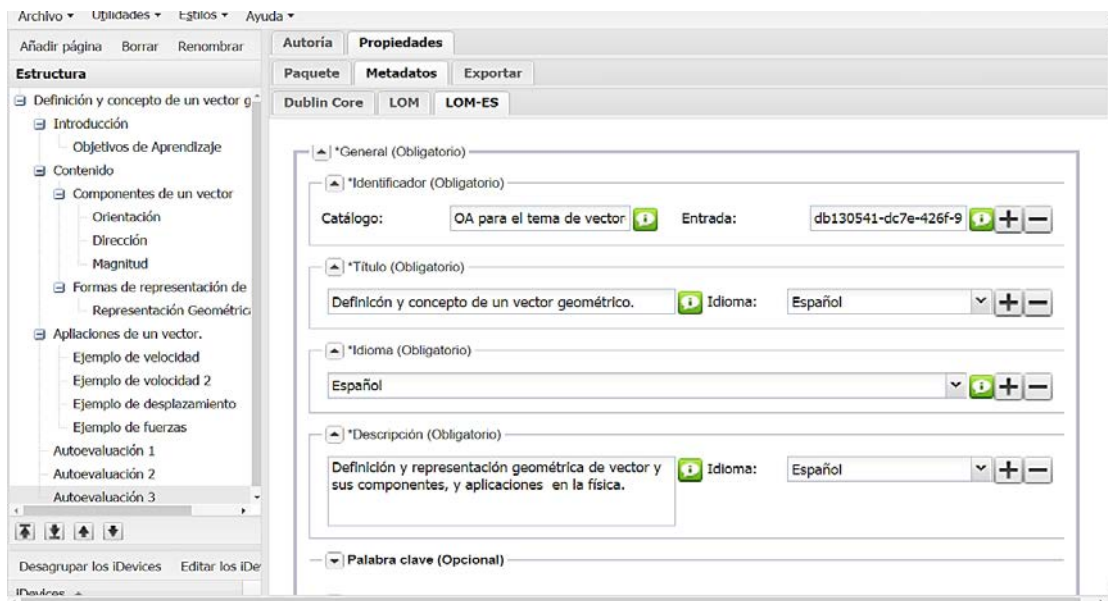 Archivo Utilidades Estilos Ayuda
Añadir página Borrar Renombrar
Estructura
Definición y concepto de un vector g
Introducción
Objetivos de Aprendizaje
Contenido
Componentes de un vector
Orientación
Dirección
Magnitud
Formas de representación de
Representación Geométric
Apliaciones de un vector.
Ejemplo de velocidad
Ejemplo de volocidad 2
Ejemplo de desplazamiento
Ejemplo de fuerzas
Autoevaluación 1
Autoevaluación 2
Autoevaluación 3
Desagrupar los iDevices Editar los iDe
iDevices
Autoría Propiedades
Paquete Metadatos Exportar
Dublin Core LOM LOM-ES
*General (Obligatorio)
*Identificador (Obligatorio)
Catálogo: OA para el tema de vector Entrada: db130541-dc7e-426f-9
*Título (Obligatorio)
Definicón y concepto de un vector geométrico. Idioma: Español
*Idioma (Obligatorio)
Español
*Descripción (Obligatorio)
Definición y representación geométrica de vector y Idioma: Español
sus componentes, y aplicaciones en la física.
Palabra clave (Opcional)